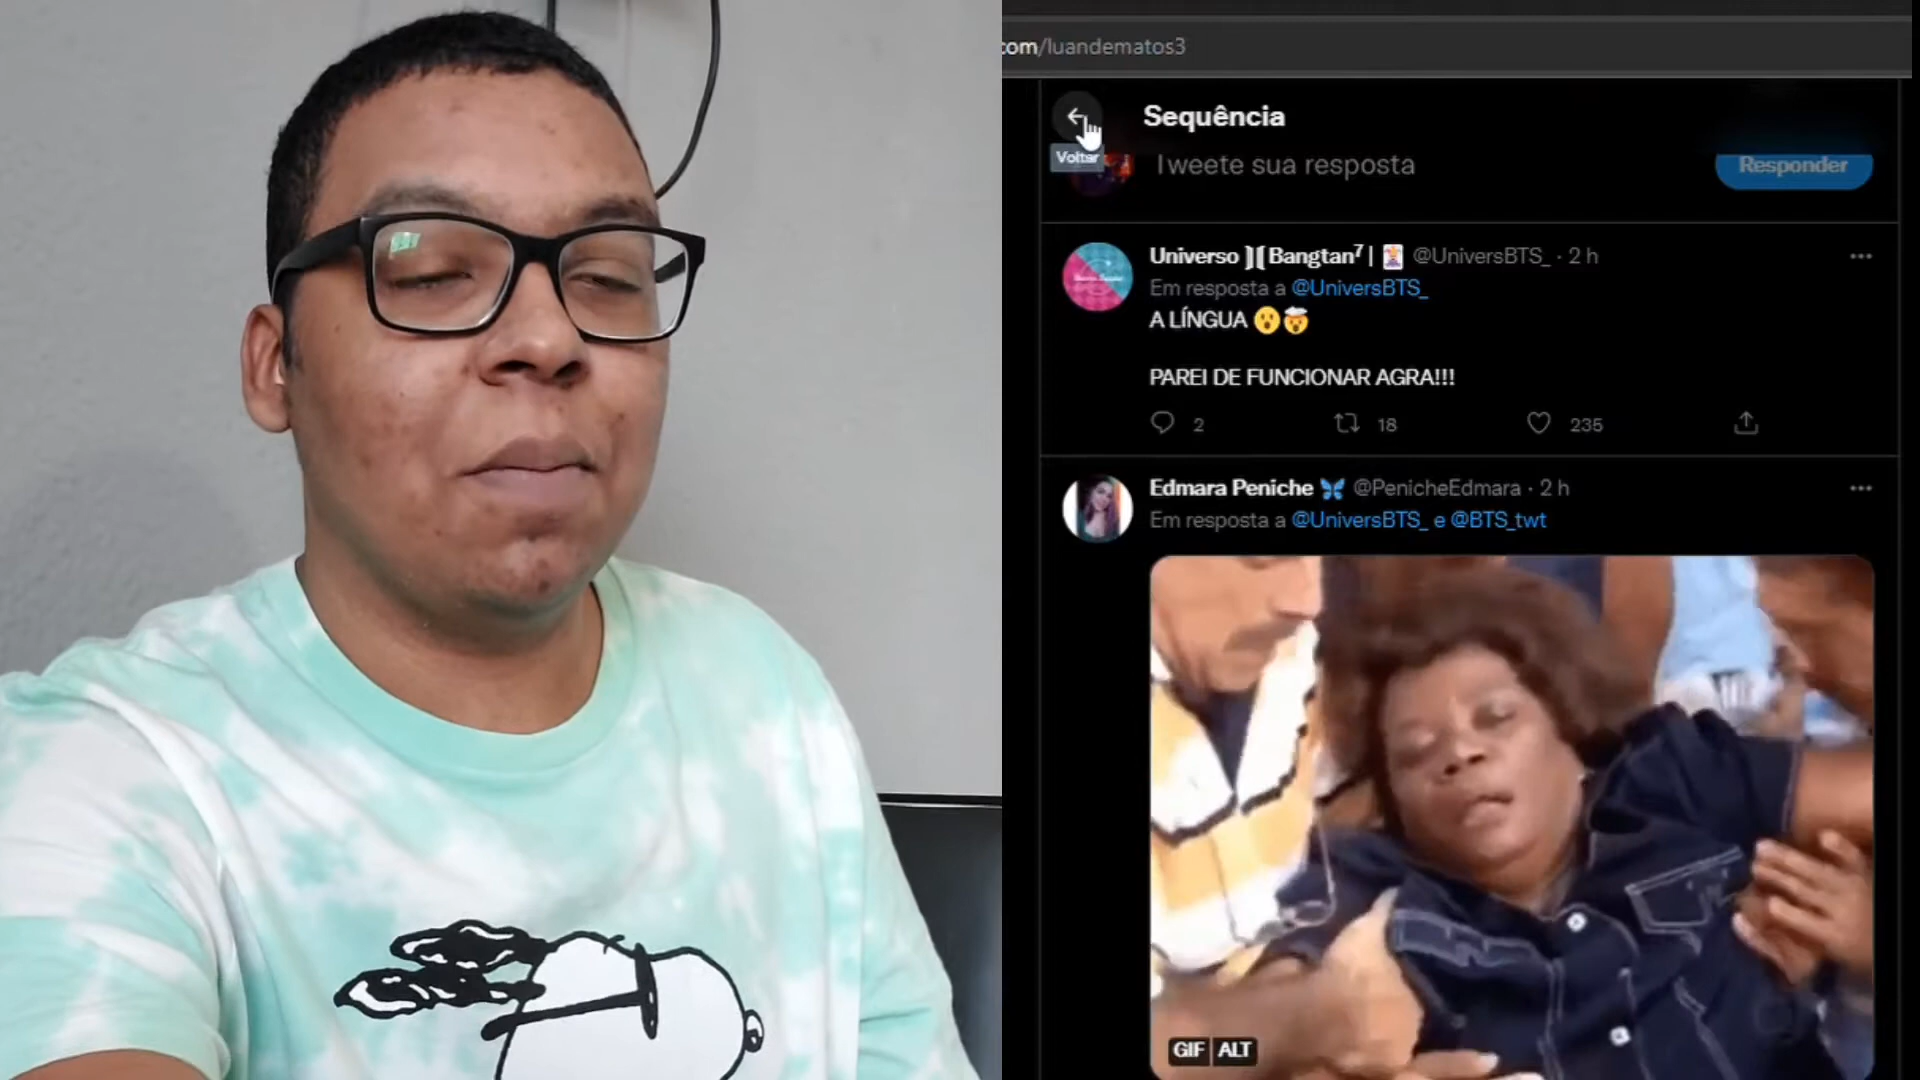 com/luandematos3
Sequência
Voltar
Tweete sua resposta
Responder
Universo ⟭⟬ Bangtan⁷ | 🃏 @UniversBTS_ · 2 h
Em resposta a @UniversBTS_
A LÍNGUA 😮🤯
PAREI DE FUNCIONAR AGRA!!!
2 18 235
Edmara Peniche 🦋 @PenicheEdmara · 2 h
Em resposta a @UniversBTS_ e @BTS_twt
GIF ALT